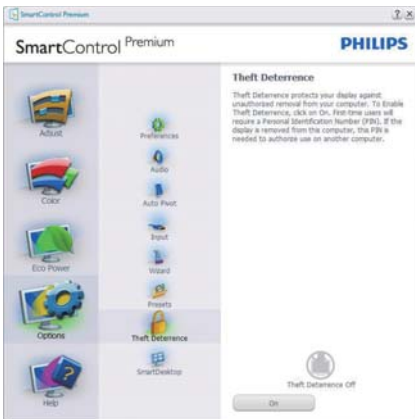 SmartControl Premium
SmartControl Premium
PHILIPS
Adjust
Color
Eco Power
Options
Help
Preferences
Audio
Auto Pivot
Input
Wizard
Presets
Theft Deterrence
SmartDesktop
Theft Deterrence
Theft Deterrence protects your display against
unauthorized removal from your computer. To Enable
Theft Deterrence, click on On. First-time users will
require a Personal Identification Number (PIN). If the
display is removed from this computer, this PIN is
needed to authorize use on another computer.
Theft Deterrence Off
On